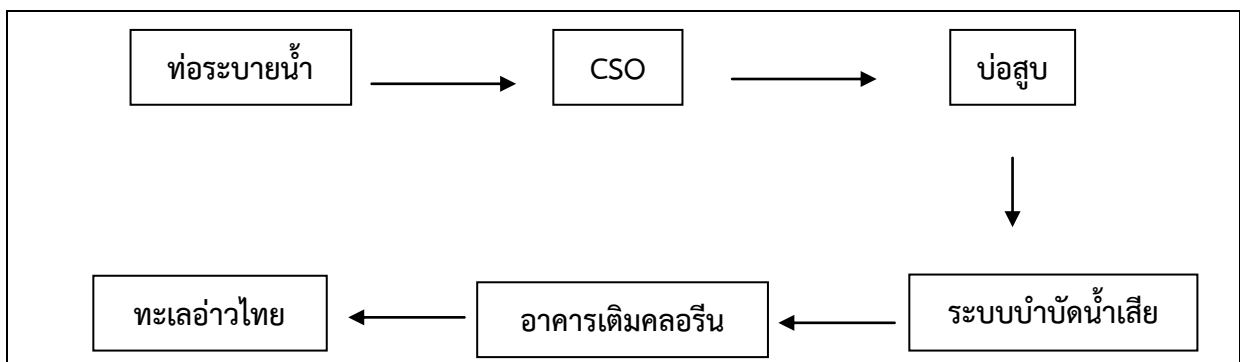 ท่อระบายน้ำ
CSO
บ่อสูบ
ระบบบำบัดน้ำเสีย
อาคารเติมคลอรีน
ทะเลอ่าวไทย